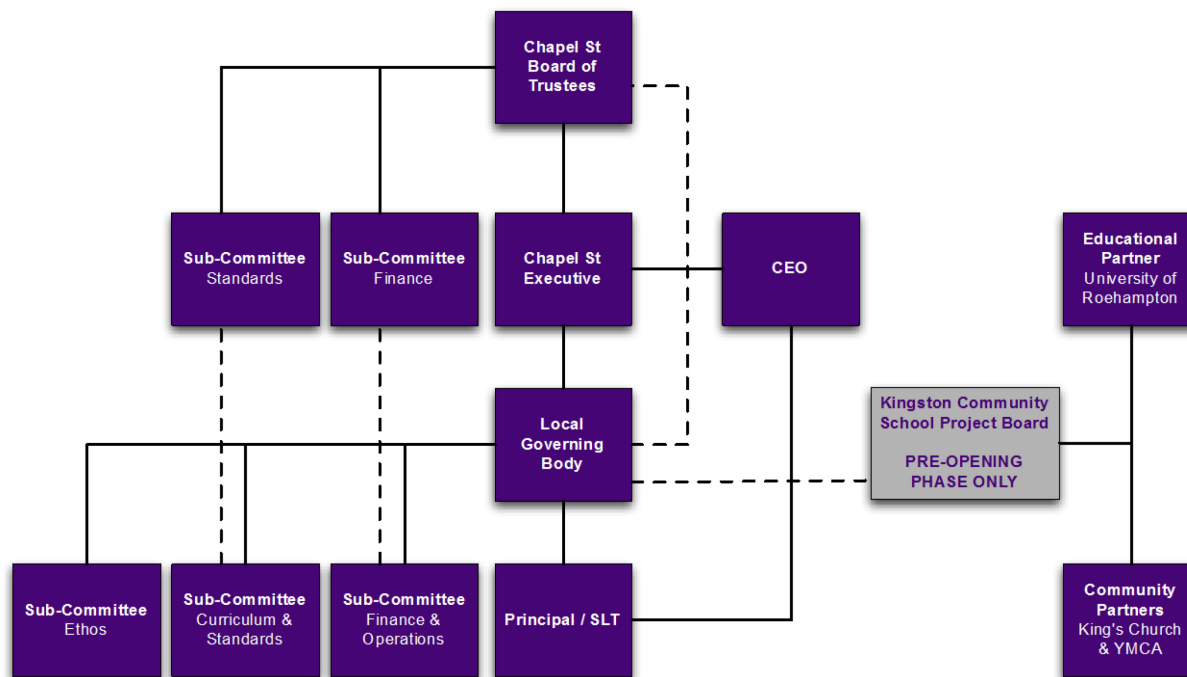 Chapel St
Board of
Trustees
Sub-Committee
Standards
Sub-Committee
Finance
Chapel St
Executive
CEO
Educational
Partner
University of
Roehampton
Local
Governing
Body
Kingston Community
School Project Board
PRE-OPENING
PHASE ONLY
Sub-Committee
Ethos
Sub-Committee
Curriculum &
Standards
Sub-Committee
Finance &
Operations
Principal / SLT
Community
Partners
King's Church
& YMCA